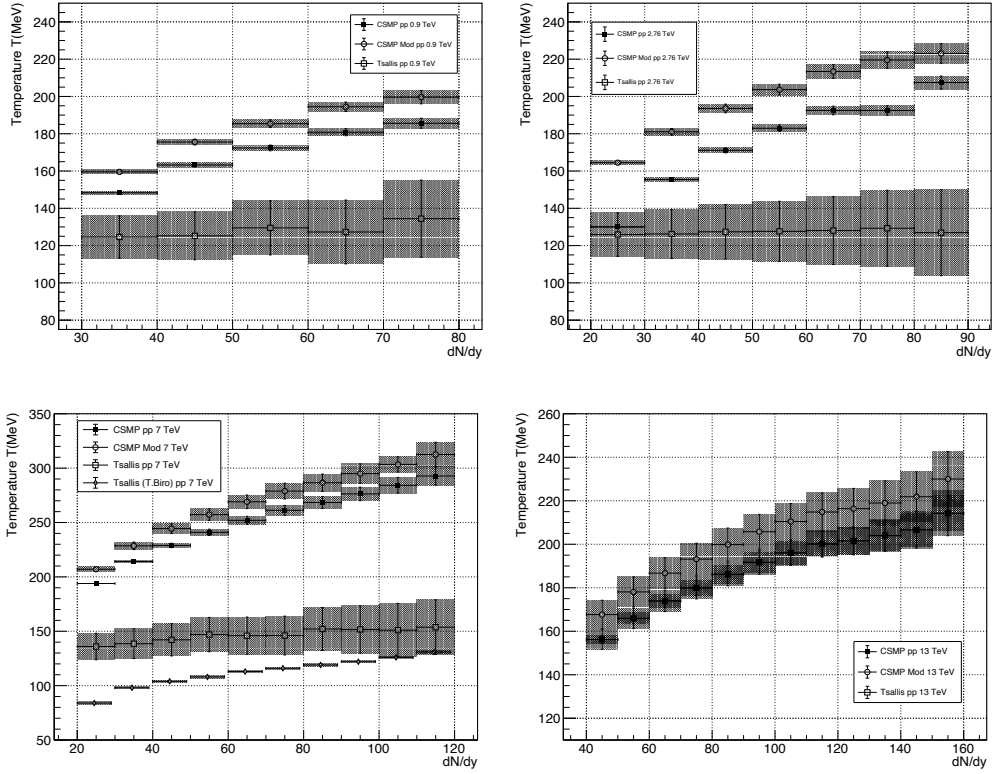 Temperature T(MeV)
240
220
200
180
160
140
120
100
80
30 40 50 60 70 80
dN/dy
CSMP pp 0.9 TeV
CSMP Mod pp 0.9 TeV
Tsallis pp 0.9 TeV
Temperature T(MeV)
240
220
200
180
160
140
120
100
80
20 30 40 50 60 70 80 90
dN/dy
CSMP pp 2.76 TeV
CSMP Mod pp 2.76 TeV
Tsallis pp 2.76 TeV
Temperature T(MeV)
350
300
250
200
150
100
50
20 40 60 80 100 120
dN/dy
CSMP pp 7 TeV
CSMP Mod 7 TeV
Tsallis pp 7 TeV
Tsallis (T.Biro) pp 7 TeV
Temperature T(MeV)
260
240
220
200
180
160
140
120
40 60 80 100 120 140 160
dN/dy
CSMP pp 13 TeV
CSMP Mod 13 TeV
Tsallis pp 13 TeV